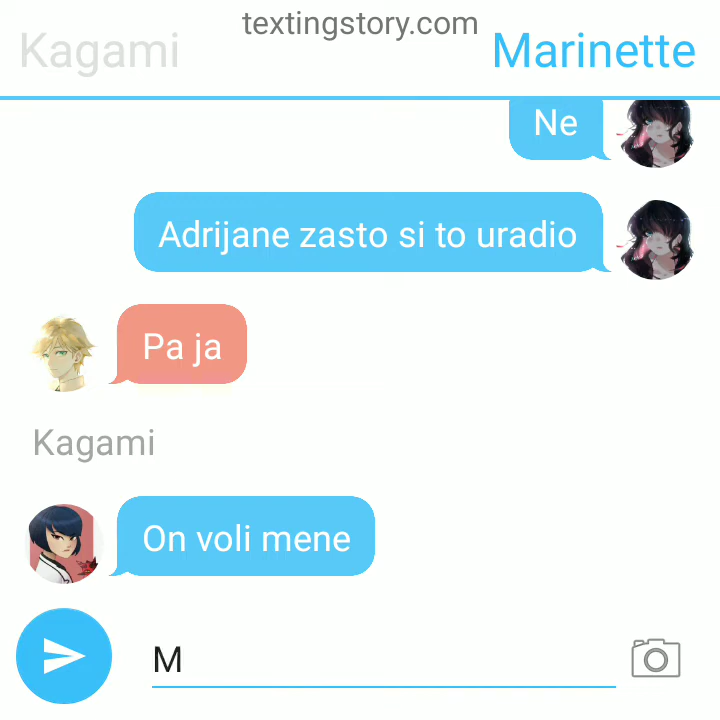 textingstory.com
Kagami
Marinette
Ne
Adrijane zasto si to uradio
Pa ja
Kagami
On voli mene
M